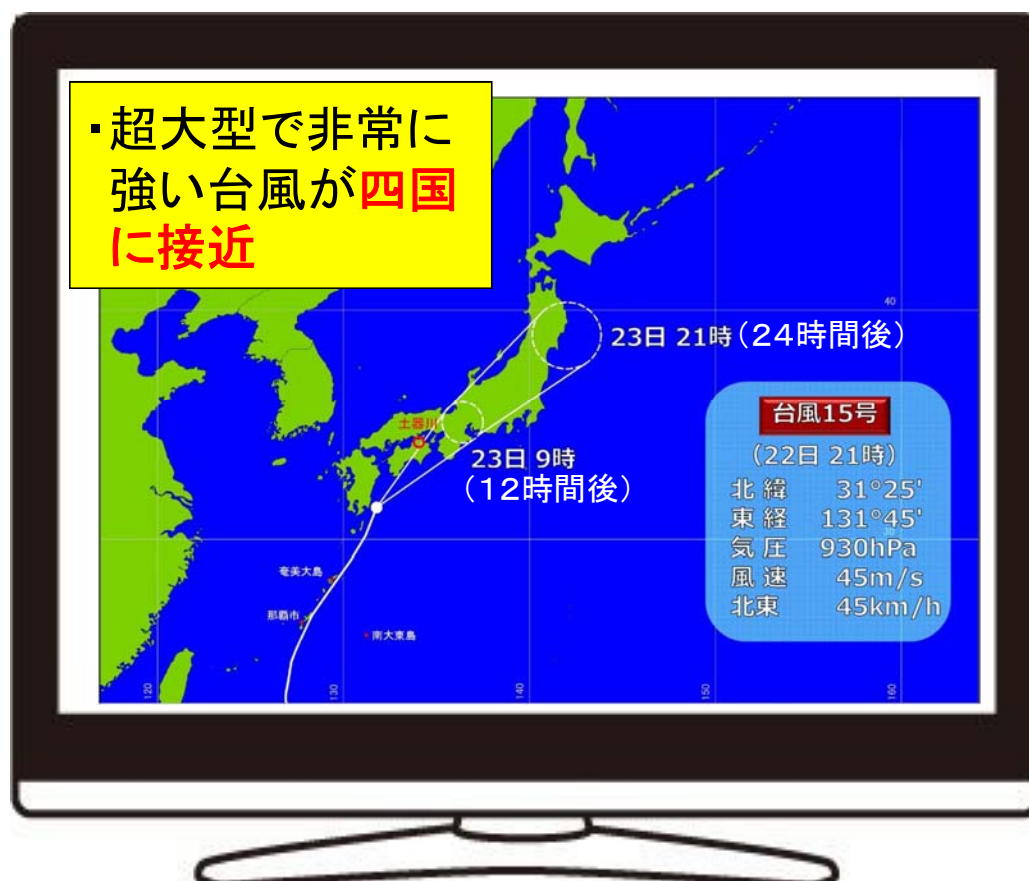 ・超大型で非常に
強い台風が四国
に接近
40
23日 21時(24時間後)
土器川
23日 9時
(12時間後)
台風15号
(22日 21時)
北緯 31°25'
東経 131°45'
気圧 930hPa
風速 45m/s
北東 45km/h
30
奄美大島
那覇市
南大東島
120
130
140
150
160